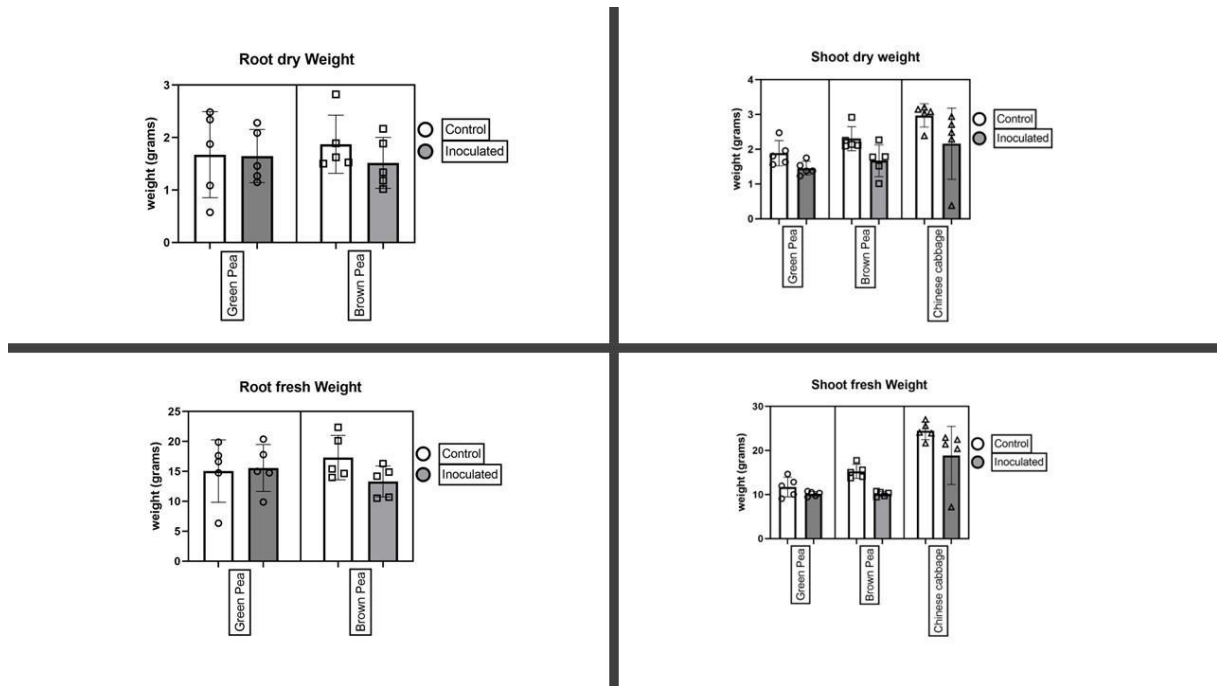 Root dry Weight
3
2
1
0
weight (grams)
Green Pea
Brown Pea
Control
Inoculated
Shoot dry weight
4
3
2
1
0
weight (grams)
Green Pea
Brown Pea
Chinese cabbage
Control
Inoculated
Root fresh Weight
25
20
15
10
5
0
weight (grams)
Green Pea
Brown Pea
Control
Inoculated
Shoot fresh Weight
30
20
10
0
weight (grams)
Green Pea
Brown Pea
Chinese cabbage
Control
Inoculated